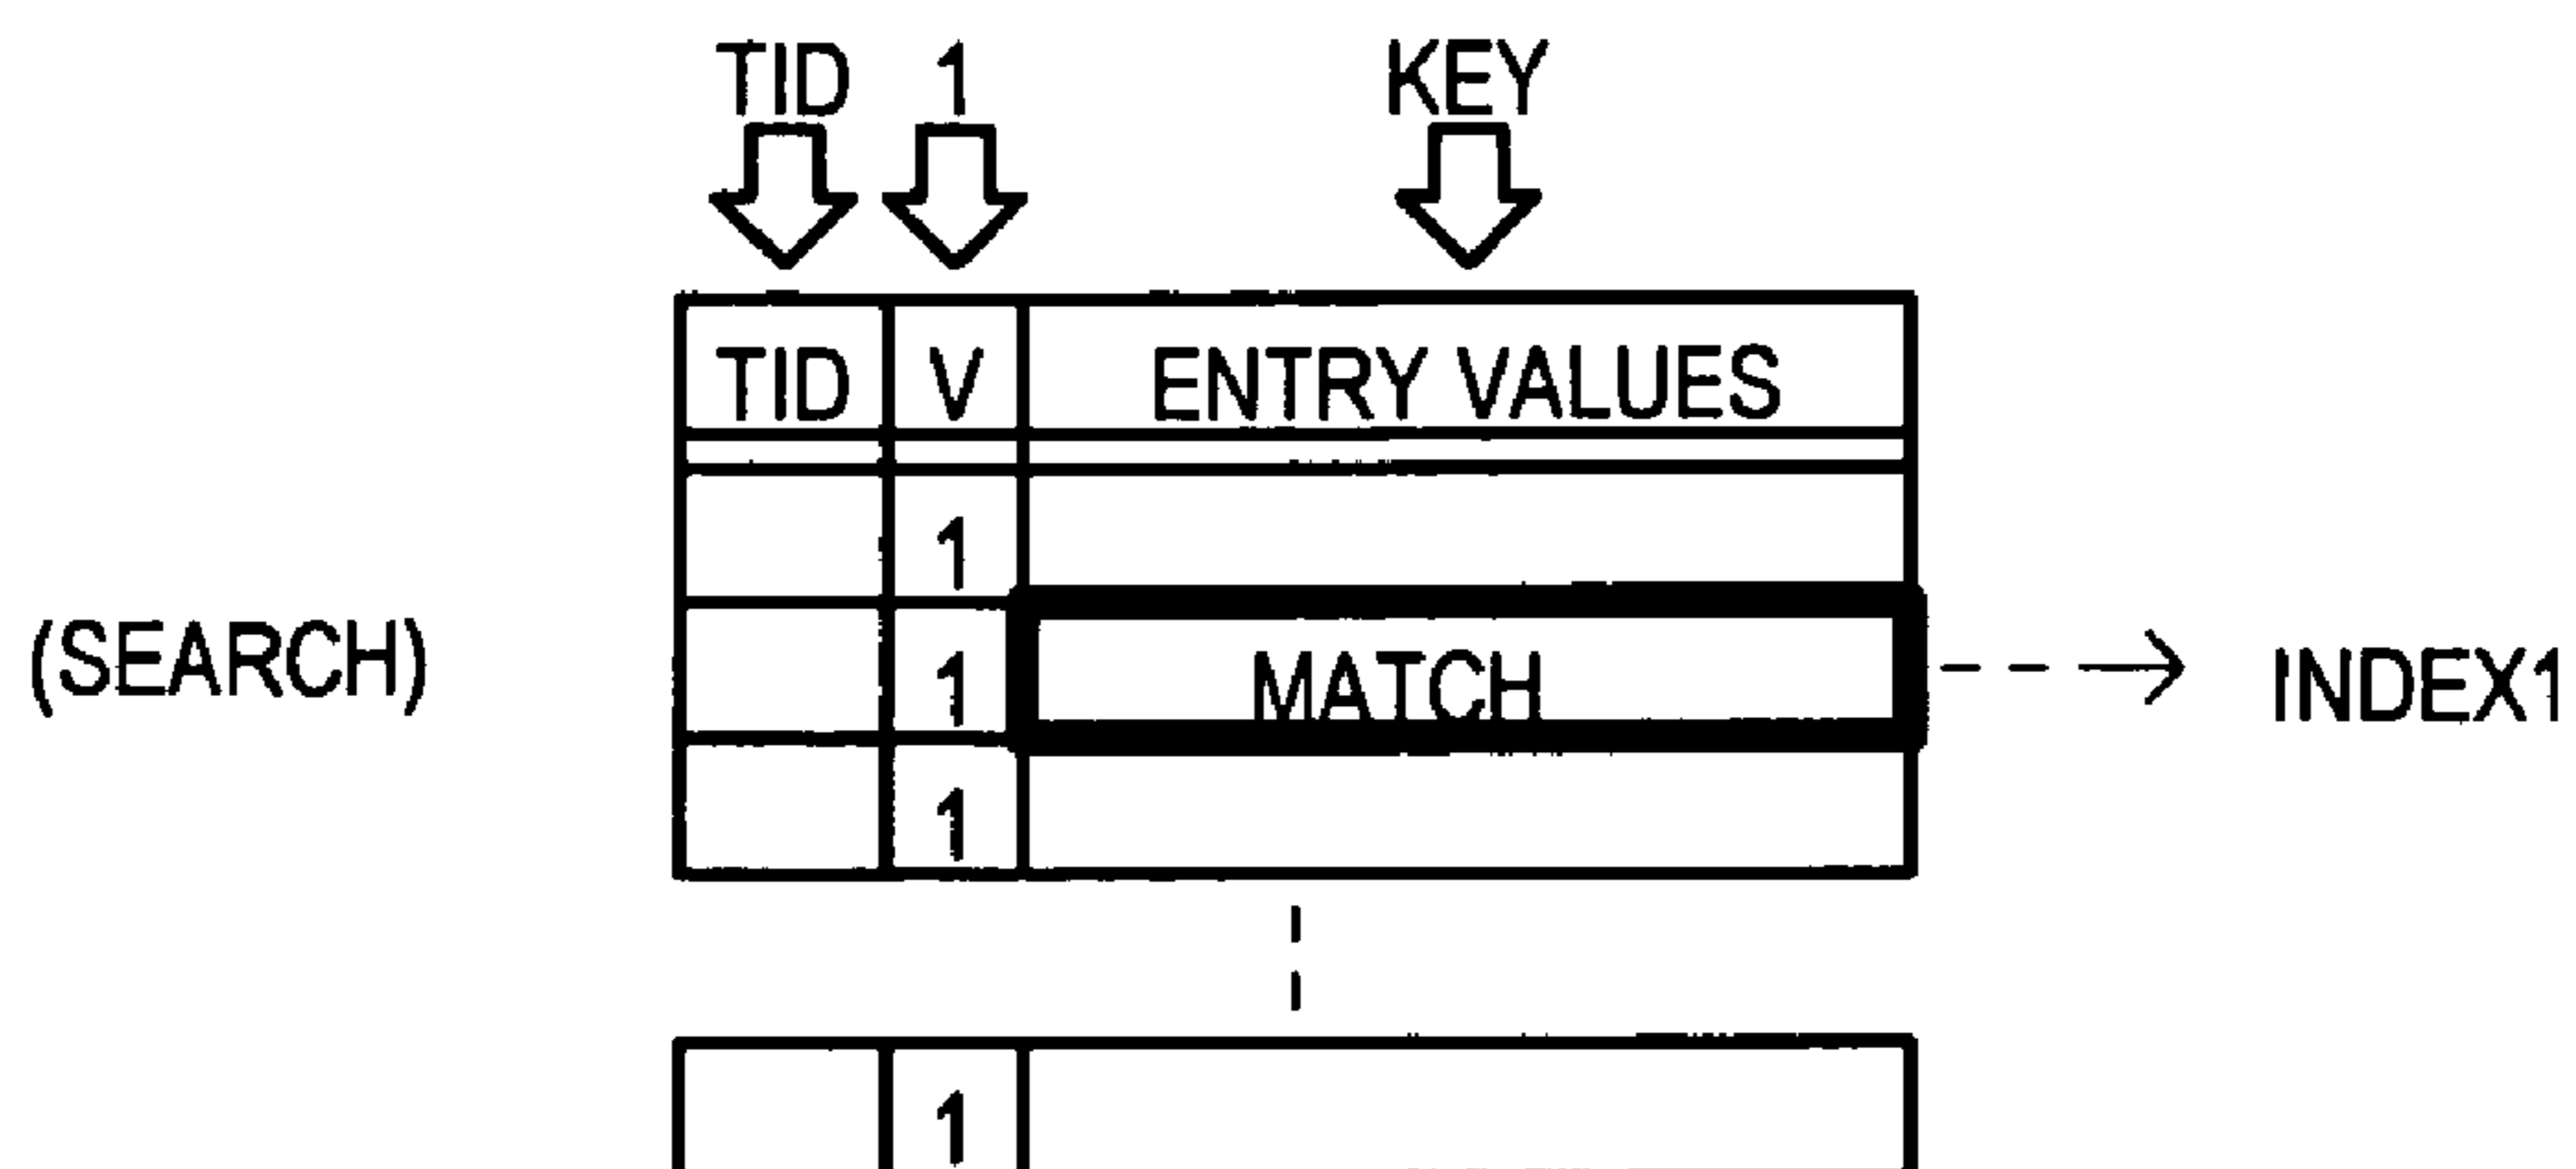 TID 1 KEY
TID V ENTRY VALUES
1
(SEARCH) 1 MATCH INDEX1
1
1